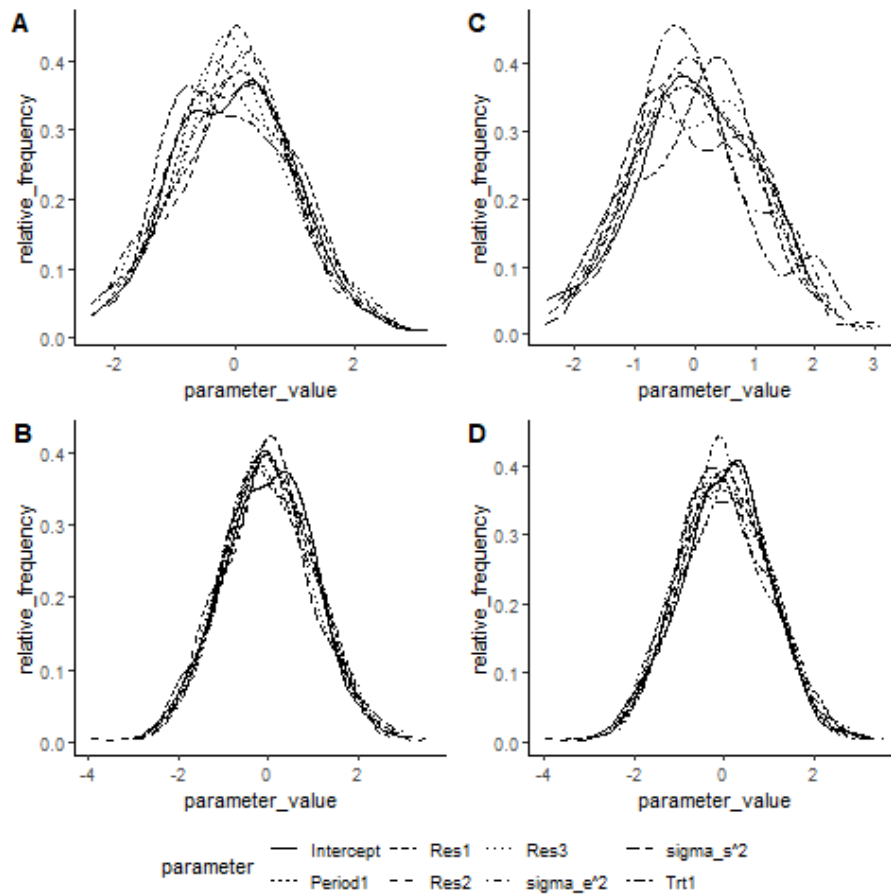 A
C
relative_frequency
0.4
0.3
0.2
0.1
0.0
-2
0
2
parameter_value
relative_frequency
0.4
0.3
0.2
0.1
0.0
-2
-1
0
1
2
3
parameter_value
B
D
relative_frequency
0.4
0.3
0.2
0.1
0.0
-4
-2
0
2
parameter_value
relative_frequency
0.4
0.3
0.2
0.1
0.0
-4
-2
0
2
parameter_value
parameter
Intercept
Res1
Res3
sigma_s^2
Period1
Res2
sigma_e^2
Trt1